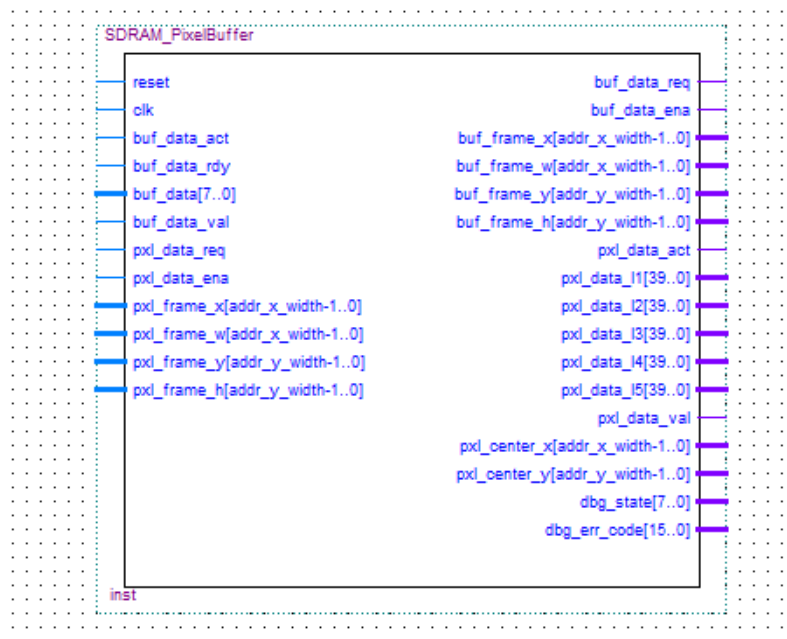 SDRAM_PixelBuffer
reset buf_data_req
clk buf_data_ena
buf_data_act buf_frame_x[addr_x_width-1..0]
buf_data_rdy buf_frame_w[addr_x_width-1..0]
buf_data[7..0] buf_frame_y[addr_y_width-1..0]
buf_data_val buf_frame_h[addr_y_width-1..0]
pxl_data_req pxl_data_act
pxl_data_ena pxl_data_l1[39..0]
pxl_frame_x[addr_x_width-1..0] pxl_data_l2[39..0]
pxl_frame_w[addr_x_width-1..0] pxl_data_l3[39..0]
pxl_frame_y[addr_y_width-1..0] pxl_data_l4[39..0]
pxl_frame_h[addr_y_width-1..0] pxl_data_l5[39..0]
pxl_data_val
pxl_center_x[addr_x_width-1..0]
pxl_center_y[addr_y_width-1..0]
dbg_state[7..0]
dbg_err_code[15..0]
inst